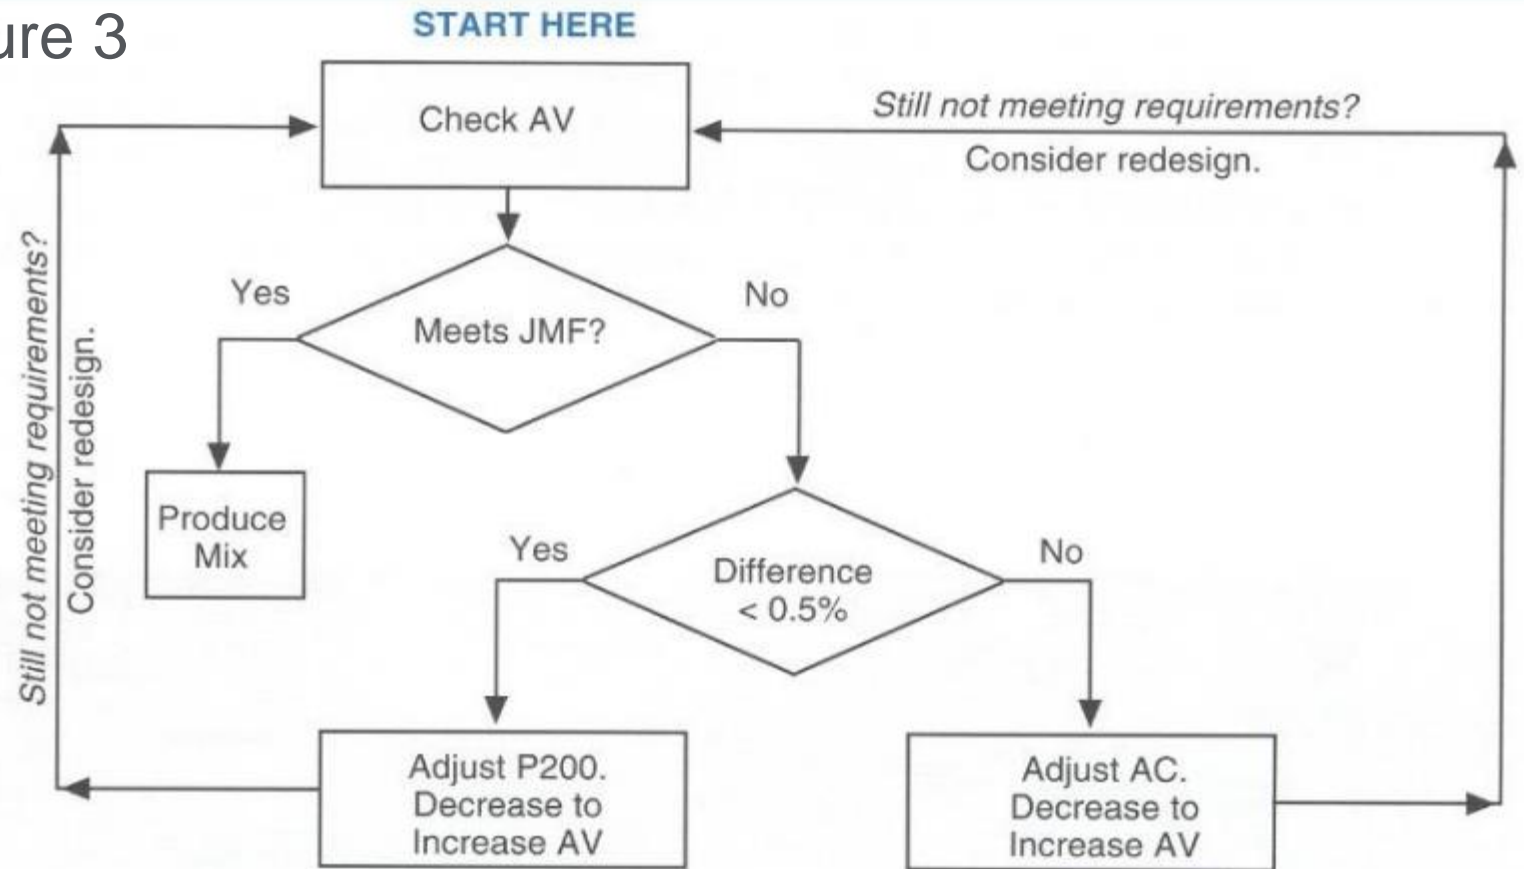 ure 3
START HERE
Check AV
Still not meeting requirements?
Consider redesign.
Yes
Meets JMF?
No
Still not meeting requirements?
Consider redesign.
Produce
Mix
Yes
Difference
< 0.5%
No
Adjust P200.
Decrease to
Increase AV
Adjust AC.
Decrease to
Increase AV